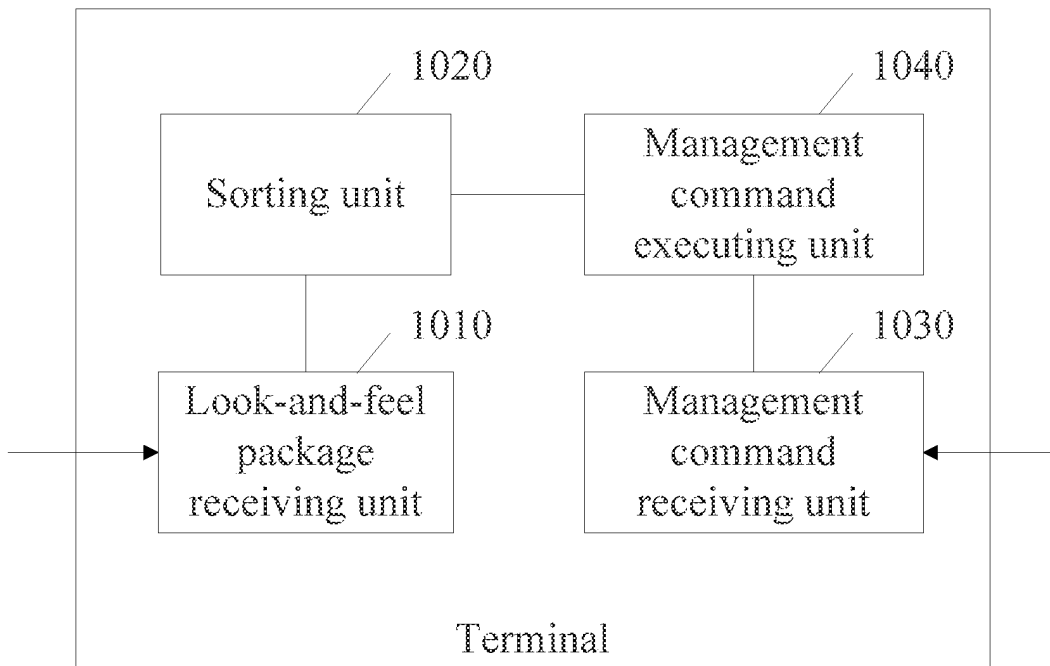 1020
1040
Sorting unit
Management
command
executing unit
1010
1030
Look-and-feel
package
receiving unit
Management
command
receiving unit
Terminal